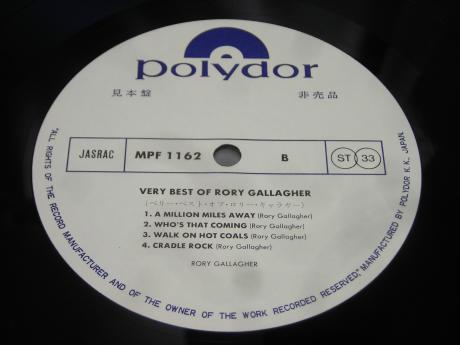 polydor
見本盤 非売品
JASRAC MPF 1162 B ST 33
VERY BEST OF RORY GALLAGHER
(ベリー・ベスト・オブ・ロリー・ギャラガー)
1. A MILLION MILES AWAY (Rory Gallagher)
2. WHO'S THAT COMING (Rory Gallagher)
3. WALK ON HOT COALS (Rory Gallagher)
4. CRADLE ROCK (Rory Gallagher)
RORY GALLAGHER
"ALL RIGHTS OF THE RECORD MANUFACTURER AND OF THE OWNER OF THE WORK RECORDED RESERVED," MANUFACTURED BY POLYDOR K. K., JAPAN.